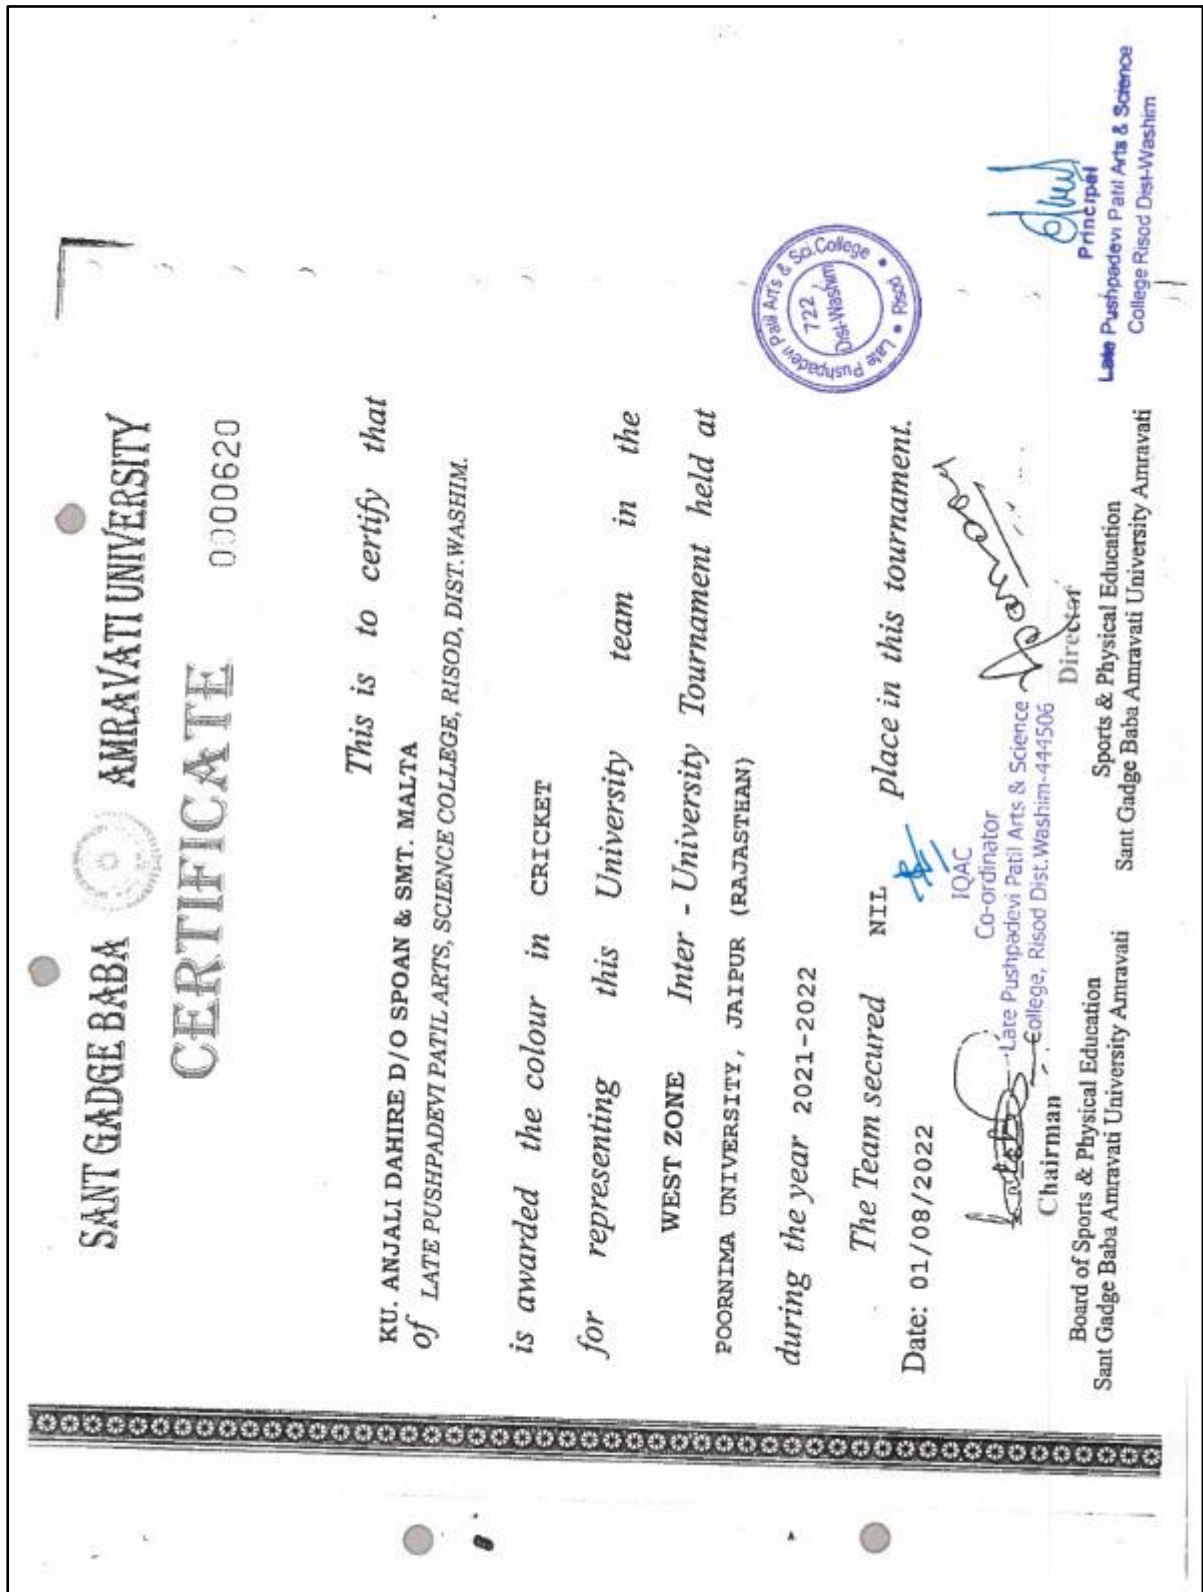 SANT GADGE BABA AMRAVATI UNIVERSITY
CERTIFICATE 0000620
This is to certify that
KU. ANJALI DAHIRE D/O SPOAN & SMT. MALTA
of LATE PUSHPADEVI PATIL ARTS, SCIENCE COLLEGE, RISOD, DIST.WASHIM.
is awarded the colour in CRICKET
for representing this University team in the
WEST ZONE Inter - University Tournament held at
POORNIMA UNIVERSITY, JAIPUR (RAJASTHAN)
during the year 2021-2022
The Team secured NIL place in this tournament.
Date: 01/08/2022
Late Pushpadevi Patil Arts & Sci.College • Risod •
722
Dist-Washim
IQAC
Co-ordinator
Late Pushpadevi Patil Arts & Science
College, Risod Dist.Washim-444506
Chairman
Board of Sports & Physical Education
Sant Gadge Baba Amravati University Amravati
Director
Sports & Physical Education
Sant Gadge Baba Amravati University Amravati
Principal
Late Pushpadevi Patil Arts & Science
College Risod Dist-Washim